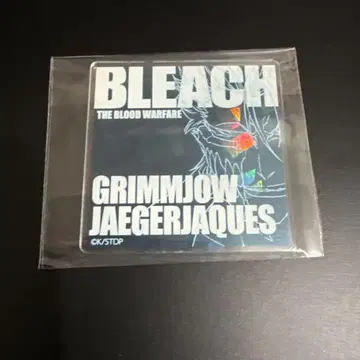 BLEACH
THE BLOOD WARFARE
GRIMMJOW
JAEGERJAQUES
©K/STDP